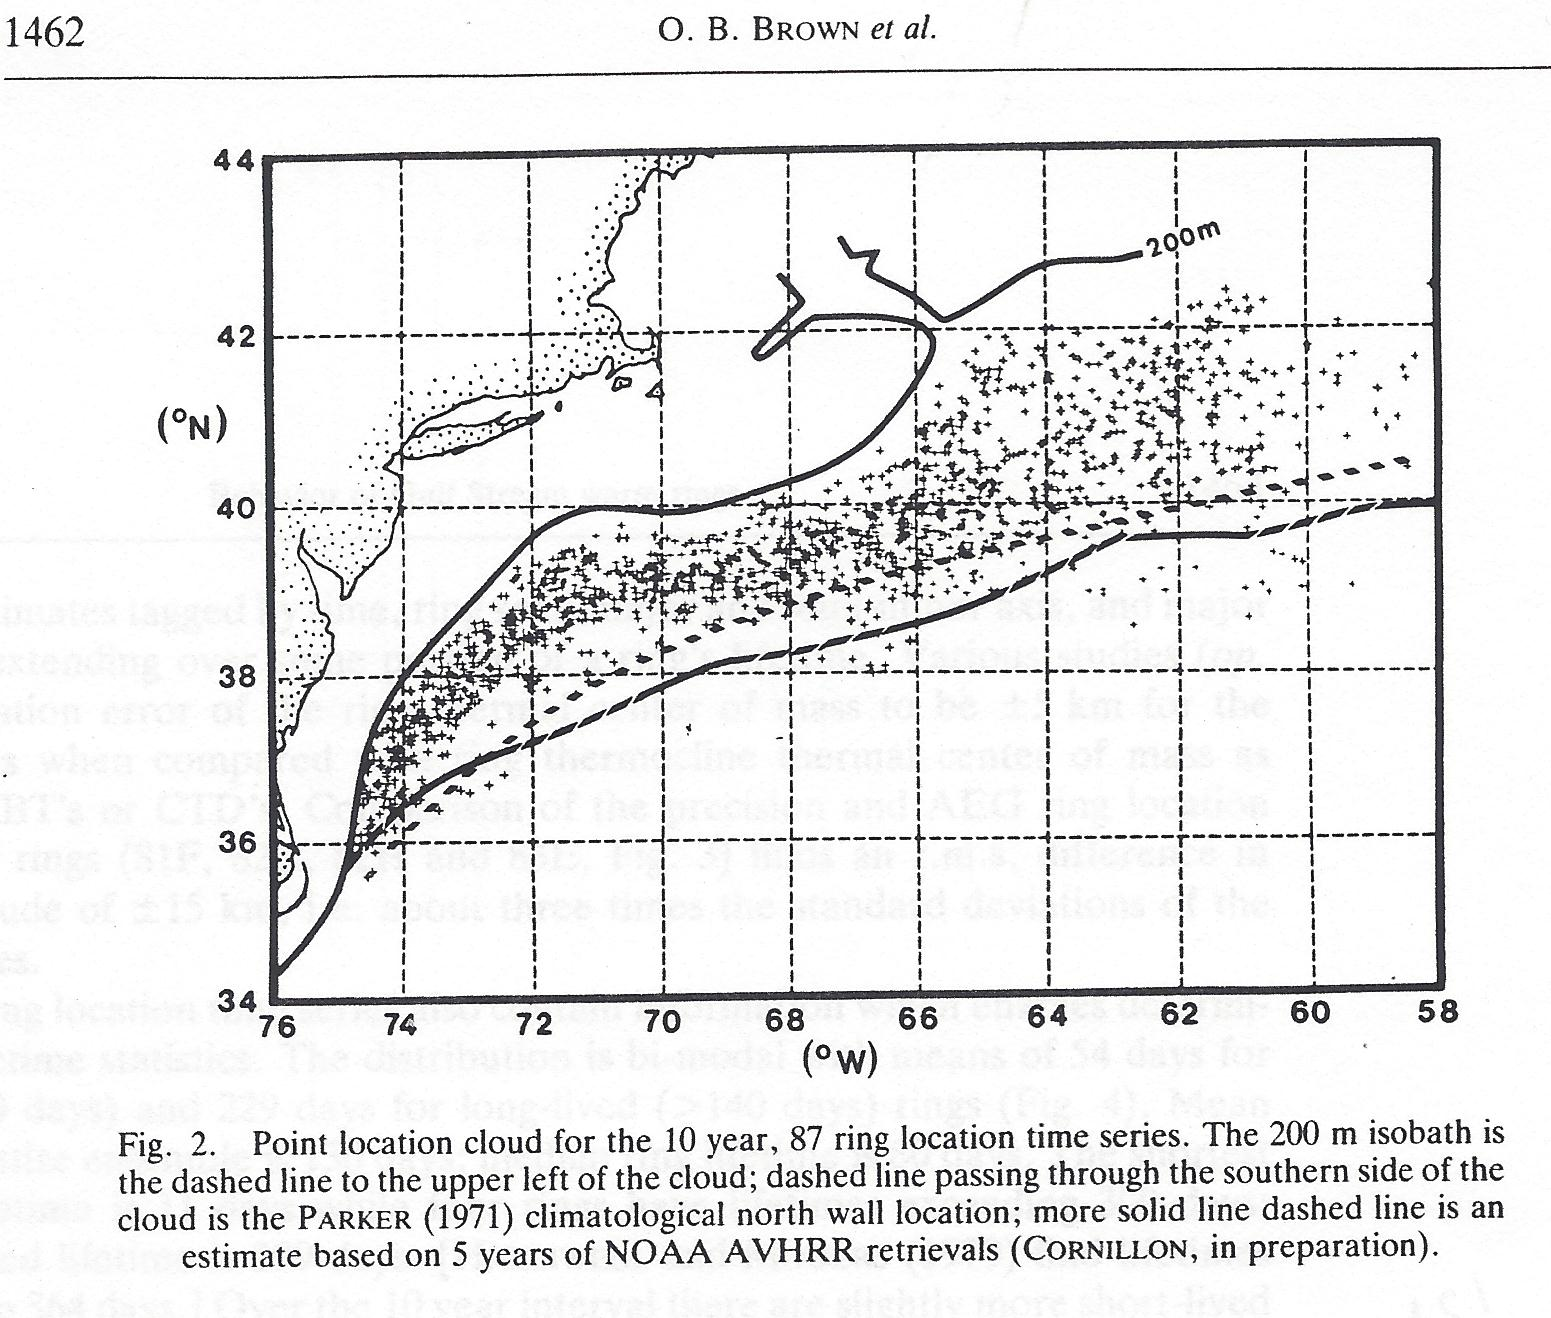 1462
O. B. BROWN et al.
44
200m
42
(°N)
40
38
36
34
76 74 72 70 68 66 64 62 60 58
(°W)
Fig. 2. Point location cloud for the 10 year, 87 ring location time series. The 200 m isobath is
the dashed line to the upper left of the cloud; dashed line passing through the southern side of the
cloud is the PARKER (1971) climatological north wall location; more solid line dashed line is an
estimate based on 5 years of NOAA AVHRR retrievals (CORNILLON, in preparation).